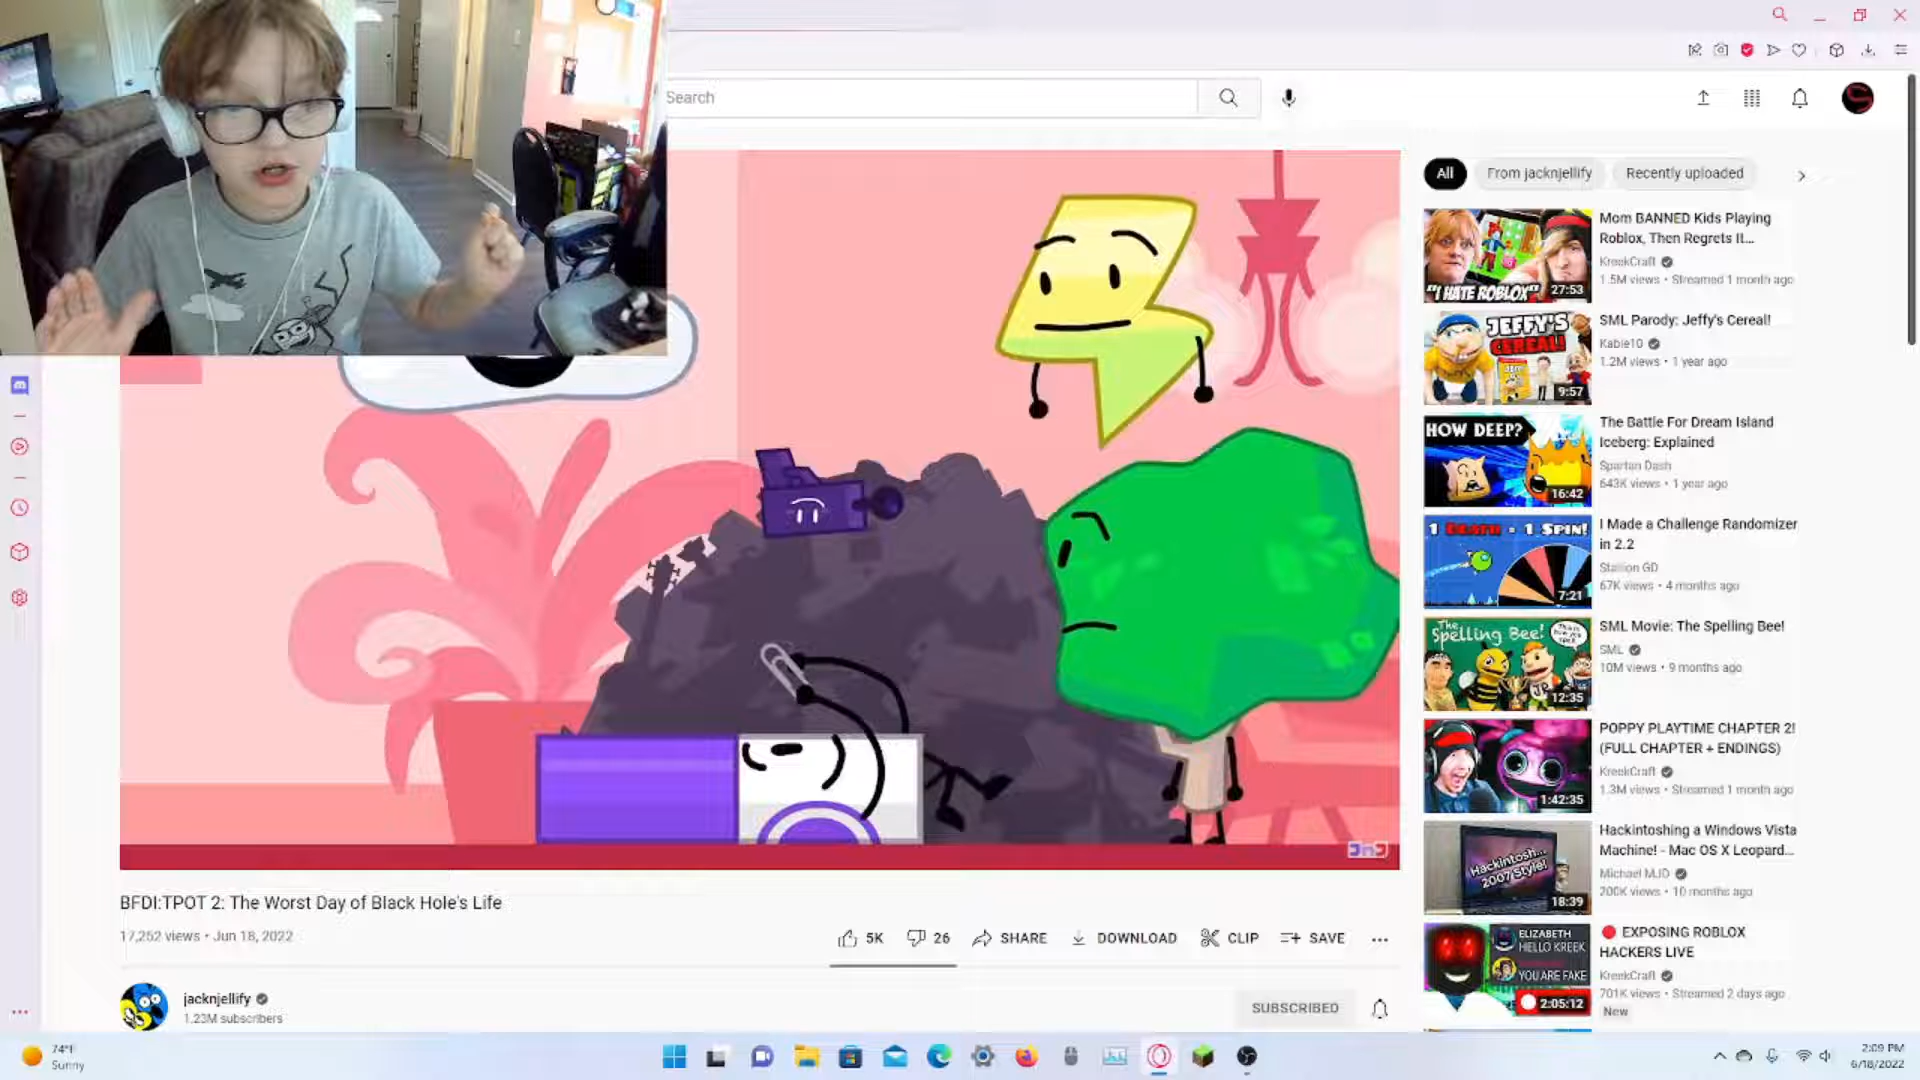 Search
All
From jacknjellify
Recently uploaded
"I HATE ROBLOX"
27:53
Mom BANNED Kids Playing
Roblox, Then Regrets It...
KreekCraft
1.5M views • Streamed 1 month ago
JEFFY'S
CEREAL!
9:57
SML Parody: Jeffy's Cereal!
Kable10
1.2M views • 1 year ago
HOW DEEP?
16:42
The Battle For Dream Island
Iceberg: Explained
Spartan Dash
643K views • 1 year ago
1 DEATH = 1 SPIN!
7:21
I Made a Challenge Randomizer
in 2.2
Stallion GD
67K views • 4 months ago
The
Spelling Bee!
12:35
SML Movie: The Spelling Bee!
SML
10M views • 9 months ago
1:42:35
POPPY PLAYTIME CHAPTER 2!
(FULL CHAPTER + ENDINGS)
KreekCraft
1.3M views • Streamed 1 month ago
Hackintosh...
2007 Style!
18:39
Hackintoshing a Windows Vista
Machine! - Mac OS X Leopard...
Michael MJD
200K views • 10 months ago
ELIZABETH
HELLO KREEK
YOU ARE FAKE
2:05:12
EXPOSING ROBLOX
HACKERS LIVE
KreekCraft
701K views • Streamed 2 days ago
New
BFDI:TPOT 2: The Worst Day of Black Hole's Life
17,252 views • Jun 18, 2022
5K
26
SHARE
DOWNLOAD
CLIP
SAVE
jacknjellify
1.23M subscribers
SUBSCRIBED
74°F
Sunny
2:09 PM
6/18/2022